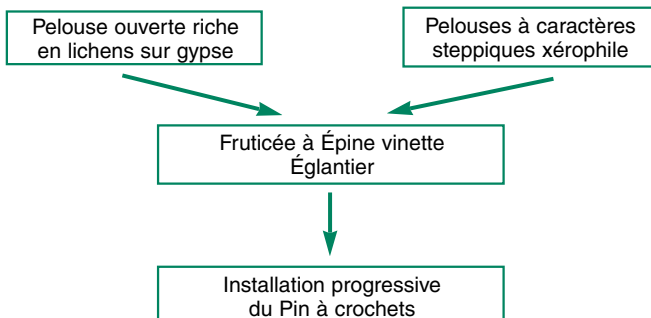 Pelouse ouverte riche
en lichens sur gypse
Pelouses à caractères
steppiques xérophile
Fruticée à Épine vinette
Églantier
Installation progressive
du Pin à crochets